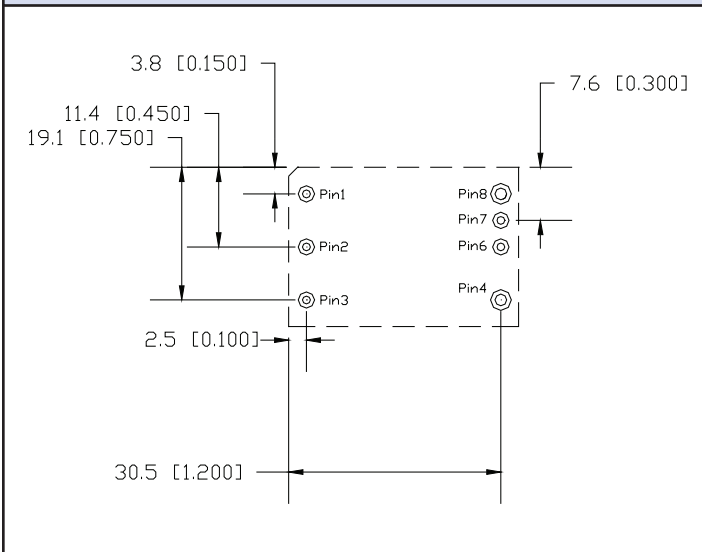 3.8 [0.150]
7.6 [0.300]
11.4 [0.450]
19.1 [0.750]
Pin1
Pin8
Pin7
Pin2
Pin6
Pin4
Pin3
2.5 [0.100]
30.5 [1.200]